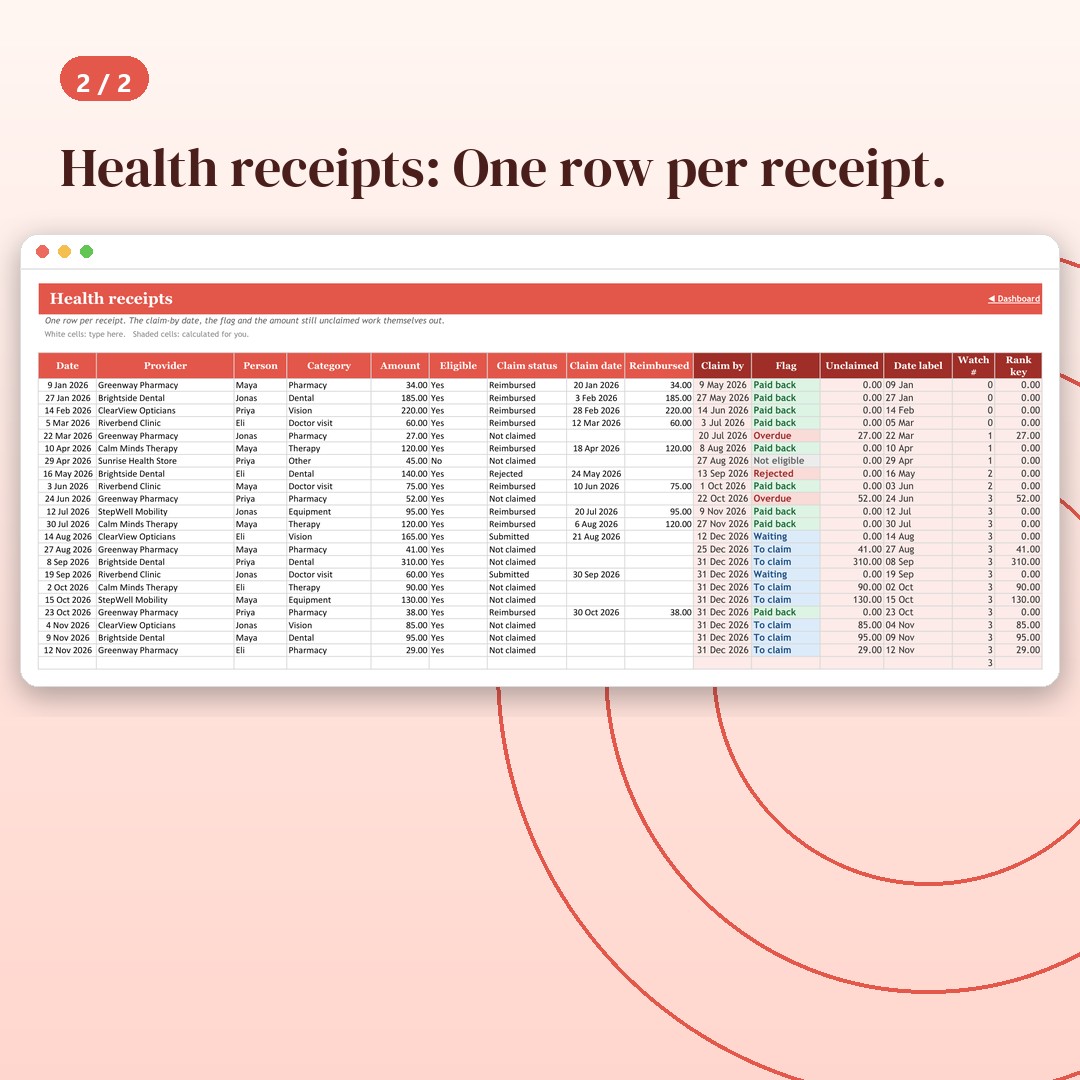 2 / 2
Health receipts: One row per receipt.
Health receipts ◀ Dashboard
One row per receipt. The claim-by date, the flag and the amount still unclaimed work themselves out.
White cells: type here. Shaded cells: calculated for you.
Date Provider Person Category Amount Eligible Claim status Claim date Reimbursed Claim by Flag Unclaimed Date label Watch # Rank key
9 Jan 2026 Greenway Pharmacy Maya Pharmacy 34.00 Yes Reimbursed 20 Jan 2026 34.00 9 May 2026 Paid back 0.00 09 Jan 0 0.00
27 Jan 2026 Brightside Dental Jonas Dental 185.00 Yes Reimbursed 3 Feb 2026 185.00 27 May 2026 Paid back 0.00 27 Jan 0 0.00
14 Feb 2026 ClearView Opticians Priya Vision 220.00 Yes Reimbursed 28 Feb 2026 220.00 14 Jun 2026 Paid back 0.00 14 Feb 0 0.00
5 Mar 2026 Riverbend Clinic Eli Doctor visit 60.00 Yes Reimbursed 12 Mar 2026 60.00 3 Jul 2026 Paid back 0.00 05 Mar 0 0.00
22 Mar 2026 Greenway Pharmacy Jonas Pharmacy 27.00 Yes Not claimed 20 Jul 2026 Overdue 27.00 22 Mar 1 27.00
10 Apr 2026 Calm Minds Therapy Maya Therapy 120.00 Yes Reimbursed 18 Apr 2026 120.00 8 Aug 2026 Paid back 0.00 10 Apr 1 0.00
29 Apr 2026 Sunrise Health Store Priya Other 45.00 No Not claimed 27 Aug 2026 Not eligible 0.00 29 Apr 1 0.00
16 May 2026 Brightside Dental Eli Dental 140.00 Yes Rejected 24 May 2026 13 Sep 2026 Rejected 0.00 16 May 2 0.00
3 Jun 2026 Riverbend Clinic Maya Doctor visit 75.00 Yes Reimbursed 10 Jun 2026 75.00 1 Oct 2026 Paid back 0.00 03 Jun 2 0.00
24 Jun 2026 Greenway Pharmacy Priya Pharmacy 52.00 Yes Not claimed 22 Oct 2026 Overdue 52.00 24 Jun 3 52.00
12 Jul 2026 StepWell Mobility Jonas Equipment 95.00 Yes Reimbursed 20 Jul 2026 95.00 9 Nov 2026 Paid back 0.00 12 Jul 3 0.00
30 Jul 2026 Calm Minds Therapy Maya Therapy 120.00 Yes Reimbursed 6 Aug 2026 120.00 27 Nov 2026 Paid back 0.00 30 Jul 3 0.00
14 Aug 2026 ClearView Opticians Eli Vision 165.00 Yes Submitted 21 Aug 2026 12 Dec 2026 Waiting 0.00 14 Aug 3 0.00
27 Aug 2026 Greenway Pharmacy Maya Pharmacy 41.00 Yes Not claimed 25 Dec 2026 To claim 41.00 27 Aug 3 41.00
8 Sep 2026 Brightside Dental Priya Dental 310.00 Yes Not claimed 31 Dec 2026 To claim 310.00 08 Sep 3 310.00
19 Sep 2026 Riverbend Clinic Jonas Doctor visit 60.00 Yes Submitted 30 Sep 2026 31 Dec 2026 Waiting 0.00 19 Sep 3 0.00
2 Oct 2026 Calm Minds Therapy Eli Therapy 90.00 Yes Not claimed 31 Dec 2026 To claim 90.00 02 Oct 3 90.00
15 Oct 2026 StepWell Mobility Maya Equipment 130.00 Yes Not claimed 31 Dec 2026 To claim 130.00 15 Oct 3 130.00
23 Oct 2026 Greenway Pharmacy Priya Pharmacy 38.00 Yes Reimbursed 30 Oct 2026 38.00 31 Dec 2026 Paid back 0.00 23 Oct 3 0.00
4 Nov 2026 ClearView Opticians Jonas Vision 85.00 Yes Not claimed 31 Dec 2026 To claim 85.00 04 Nov 3 85.00
9 Nov 2026 Brightside Dental Maya Dental 95.00 Yes Not claimed 31 Dec 2026 To claim 95.00 09 Nov 3 95.00
12 Nov 2026 Greenway Pharmacy Eli Pharmacy 29.00 Yes Not claimed 31 Dec 2026 To claim 29.00 12 Nov 3 29.00
3